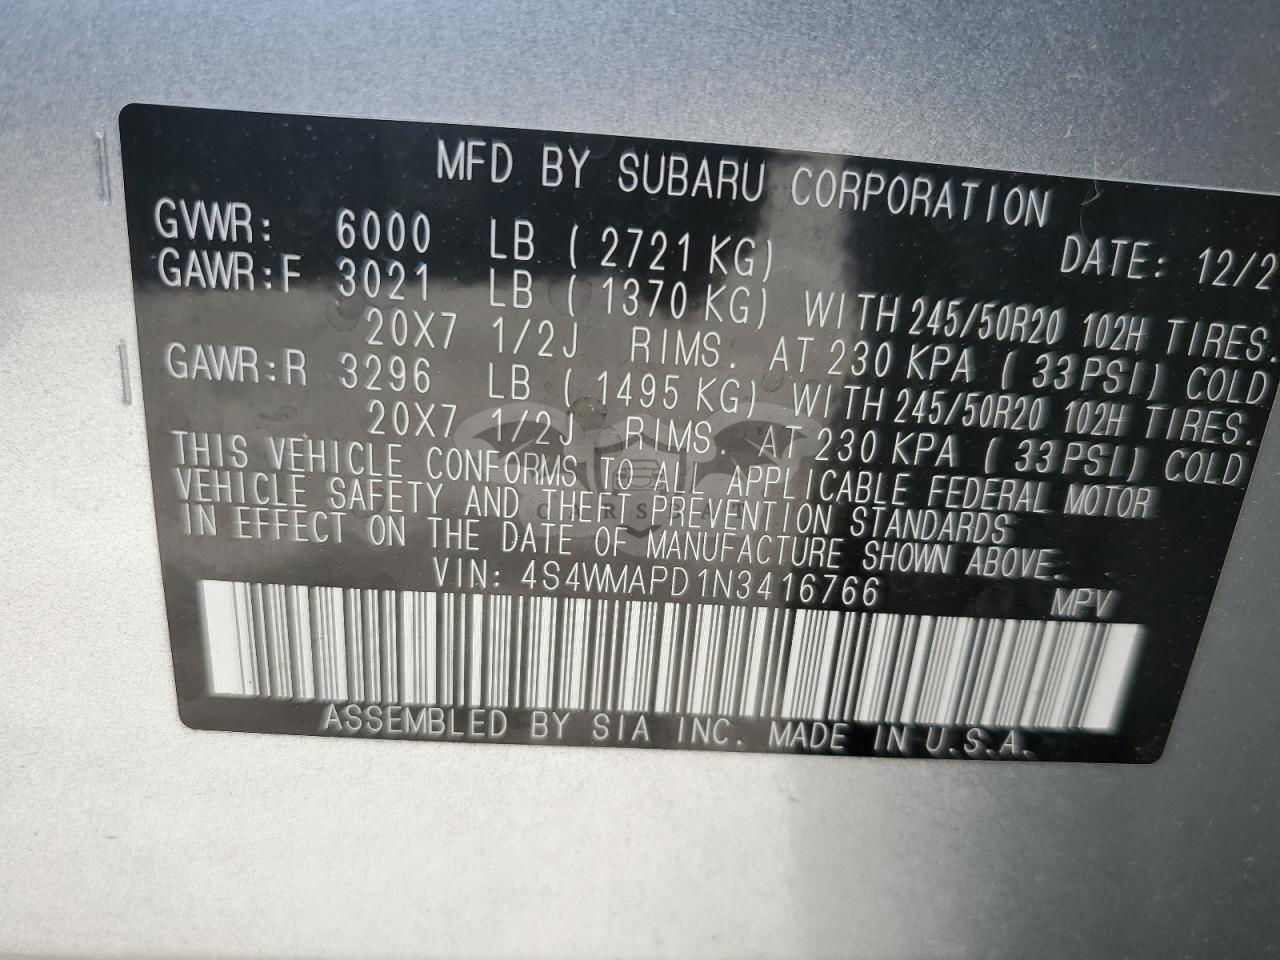 MFD BY SUBARU CORPORATION
GVWR: 6000 LB (2721 KG) DATE: 12/2
GAWR:F 3021 LB (1370 KG) WITH 245/50R20 102H TIRES.
20X7 1/2J RIMS. AT 230 KPA (33 PSI) COLD
GAWR:R 3296 LB (1495 KG) WITH 245/50R20 102H TIRES.
20X7 1/2J RIMS. AT 230 KPA (33 PSI) COLD
THIS VEHICLE CONFORMS TO ALL APPLICABLE FEDERAL MOTOR
VEHICLE SAFETY AND THEFT PREVENTION STANDARDS
IN EFFECT ON THE DATE OF MANUFACTURE SHOWN ABOVE.
VIN: 4S4WMAPD1N3416766 MPV
ASSEMBLED BY SIA INC. MADE IN U.S.A.